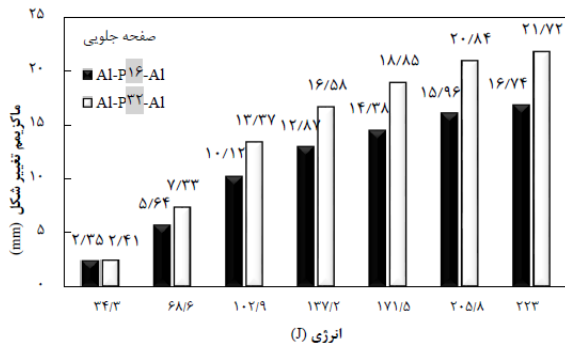 صفحه جلویی
Al-P۱۶-Al
Al-P۳۲-Al
ماکزیمم تغییر شکل (mm)
۲۵
۲۰
۱۵
۱۰
۵
۰
۲/۳۵ ۲/۴۱
۵/۶۴ ۷/۳۳
۱۰/۱۲ ۱۳/۳۷
۱۲/۸۷ ۱۶/۵۸
۱۴/۳۸ ۱۸/۸۵
۱۵/۹۶ ۲۰/۸۴
۱۶/۷۴ ۲۱/۷۲
۳۴/۳ ۶۸/۶ ۱۰۲/۹ ۱۳۷/۲ ۱۷۱/۵ ۲۰۵/۸ ۲۲۳
انرژی (J)